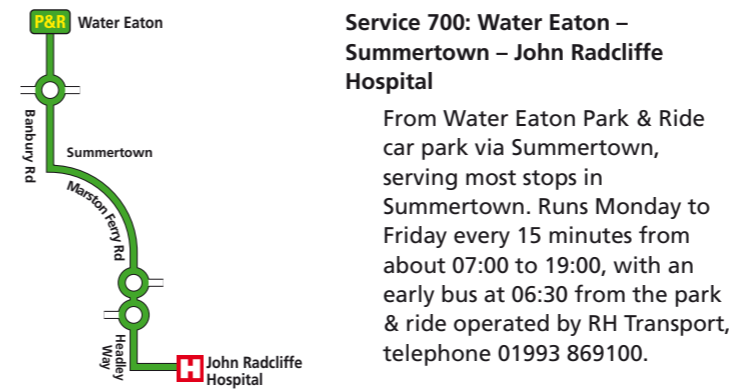 P&R Water Eaton
Banbury Rd
Summertown
Marston Ferry Rd
Headley
Way
H John Radcliffe
Hospital
Service 700: Water Eaton –
Summertown – John Radcliffe
Hospital
From Water Eaton Park & Ride
car park via Summertown,
serving most stops in
Summertown. Runs Monday to
Friday every 15 minutes from
about 07:00 to 19:00, with an
early bus at 06:30 from the park
& ride operated by RH Transport,
telephone 01993 869100.